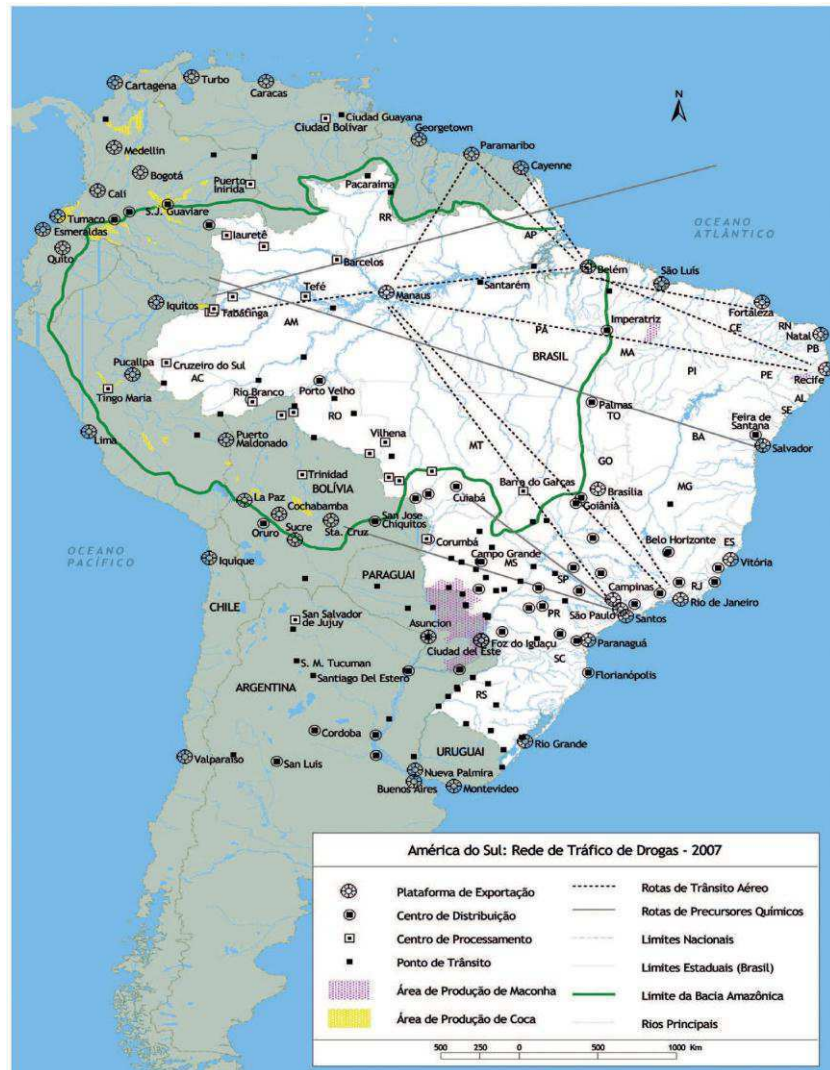 Cartagena
Turbo
Caracas
Ciudad Guayana
Ciudad Bolivar
Georgetown
Paramaribo
Cayenne
N
Medellin
Bogotá
Puerto
Inirida
Pacaraima
RR
Cali
Tumaco
S.J. Guaviare
Esmeraldas
Quito
Iauretê
Barcelos
AP
OCEANO
ATLÂNTICO
Belém
São Luís
Iquitos
Tabatinga
Tefé
Manaus
Santarém
Fortaleza
AM
PA
Imperatriz
CE
RN
Natal
PB
BRASIL
MA
PI
PE
Recife
Pucallpa
Cruzeiro do Sul
AC
Tingo Maria
Rio Branco
Porto Velho
RO
Palmas
TO
AL
SE
Feira de
Santana
Lima
Puerto
Maldonado
Vilhena
MT
BA
Salvador
Trinidad
BOLÍVIA
GO
La Paz
Cochabamba
Cuiabá
Barra do Garças
Brasília
Goiânia
MG
Oruro
Sucre
Sta. Cruz
San Jose
Chiquitos
Corumbá
OCEANO
PACÍFICO
Iquique
Belo Horizonte
ES
Vitória
Campo Grande
MS
PARAGUAI
SP
Campinas
RJ
Rio de Janeiro
CHILE
San Salvador
de Jujuy
Asuncion
PR
São Paulo
Santos
Ciudad del Este
Foz do Iguaçu
Paranaguá
SC
S. M. Tucuman
Santiago Del Estero
Florianópolis
ARGENTINA
RS
Cordoba
URUGUAI
Rio Grande
Valparaíso
San Luis
Nueva Palmira
Buenos Aires
Montevideo
América do Sul: Rede de Tráfico de Drogas - 2007
Plataforma de Exportação
Centro de Distribuição
Centro de Processamento
Ponto de Trânsito
Área de Produção de Maconha
Área de Produção de Coca
Rotas de Trânsito Aéreo
Rotas de Precursores Químicos
Limites Nacionais
Límites Estaduais (Brasil)
Limite da Bacia Amazônica
Rios Principais
500 250 0 500 1000 Km